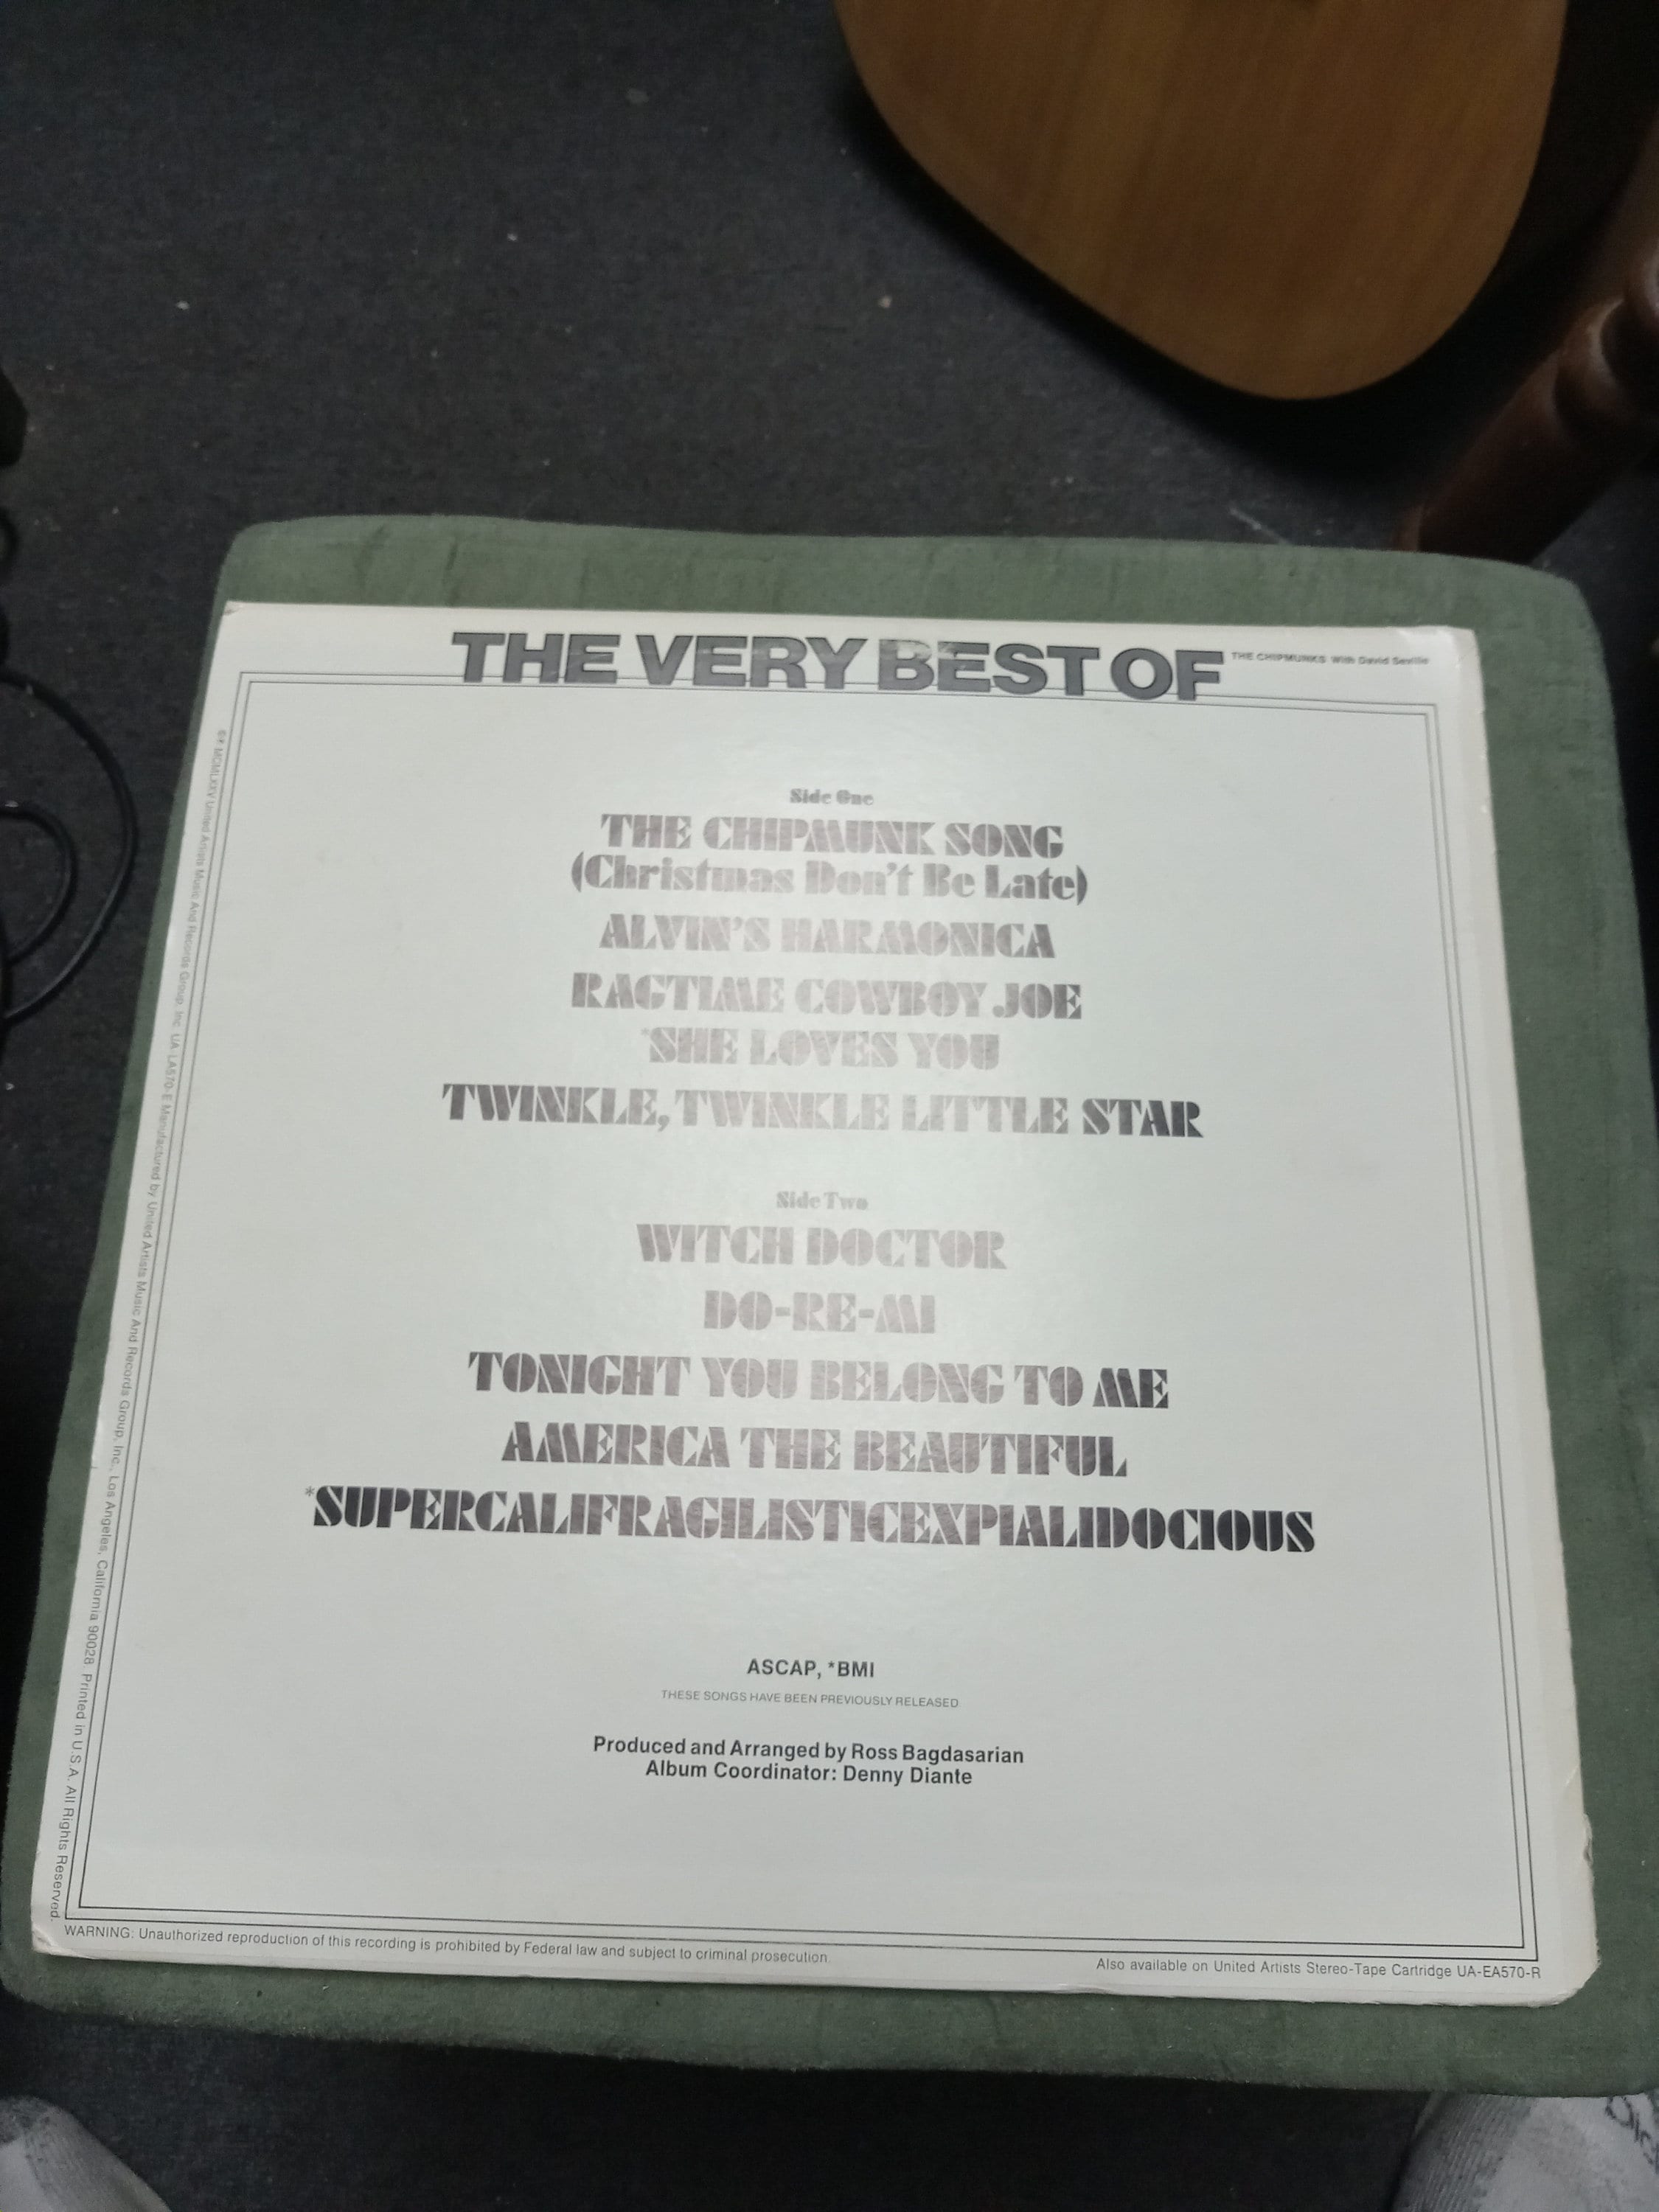 THE VERY BEST OF THE CHIPMUNKS With David Seville
Side One
THE CHIPMUNK SONG
(Christmas Don't Be Late)
ALVIN'S HARMONICA
RAGTIME COWBOY JOE
*SHE LOVES YOU
TWINKLE, TWINKLE LITTLE STAR
Side Two
WITCH DOCTOR
DO-RE-MI
TONIGHT YOU BELONG TO ME
AMERICA THE BEAUTIFUL
*SUPERCALIFRAGILISTICEXPIALIDOCIOUS
ASCAP, *BMI
THESE SONGS HAVE BEEN PREVIOUSLY RELEASED
Produced and Arranged by Ross Bagdasarian
Album Coordinator: Denny Diante
©℗ MCMLXXV United Artists Music And Records Group, Inc. UA-LA570-E Manufactured by United Artists Music And Records Group, Inc., Los Angeles, California 90028. Printed in U.S.A. All Rights Reserved.
WARNING: Unauthorized reproduction of this recording is prohibited by Federal law and subject to criminal prosecution.
Also available on United Artists Stereo-Tape Cartridge UA-EA570-R